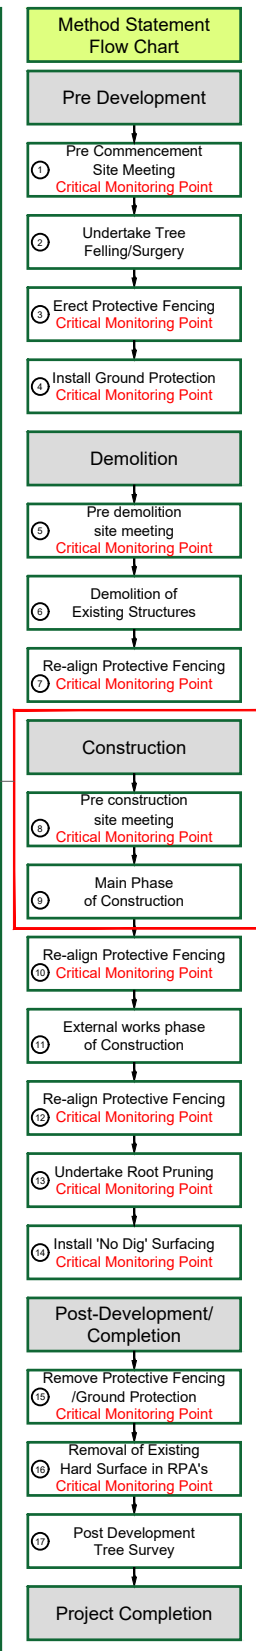 Method Statement
Flow Chart
Pre Development
Pre Commencement
1 Site Meeting
Critical Monitoring Point
Undertake Tree
2 Felling/Surgery
Erect Protective Fencing
3 Critical Monitoring Point
Install Ground Protection
4 Critical Monitoring Point
Demolition
Pre demolition
5 site meeting
Critical Monitoring Point
Demolition of
6 Existing Structures
Re-align Protective Fencing
7 Critical Monitoring Point
Construction
Pre construction
8 site meeting
Critical Monitoring Point
Main Phase
9 of Construction
Re-align Protective Fencing
10 Critical Monitoring Point
External works phase
11 of Construction
Re-align Protective Fencing
12 Critical Monitoring Point
13 Undertake Root Pruning
Critical Monitoring Point
14 Install 'No Dig' Surfacing
Critical Monitoring Point
Post-Development/
Completion
Remove Protective Fencing
15 /Ground Protection
Critical Monitoring Point
Removal of Existing
16 Hard Surface in RPA's
Critical Monitoring Point
17 Post Development
Tree Survey
Project Completion